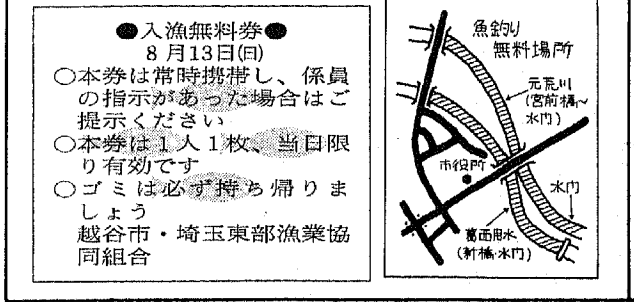 ●入漁無料券●
8月13日(日)
○本券は常時携帯し、係員
の指示があった場合はご
提示ください
○本券は1人1枚、当日限
り有効です
○ゴミは必ず持ち帰りま
しょう
越谷市・埼玉東部漁業協
同組合
魚釣り
無料場所
元荒川
(宮前橋〜
水門)
市役所
水門
葛西用水
(新橋・水門)